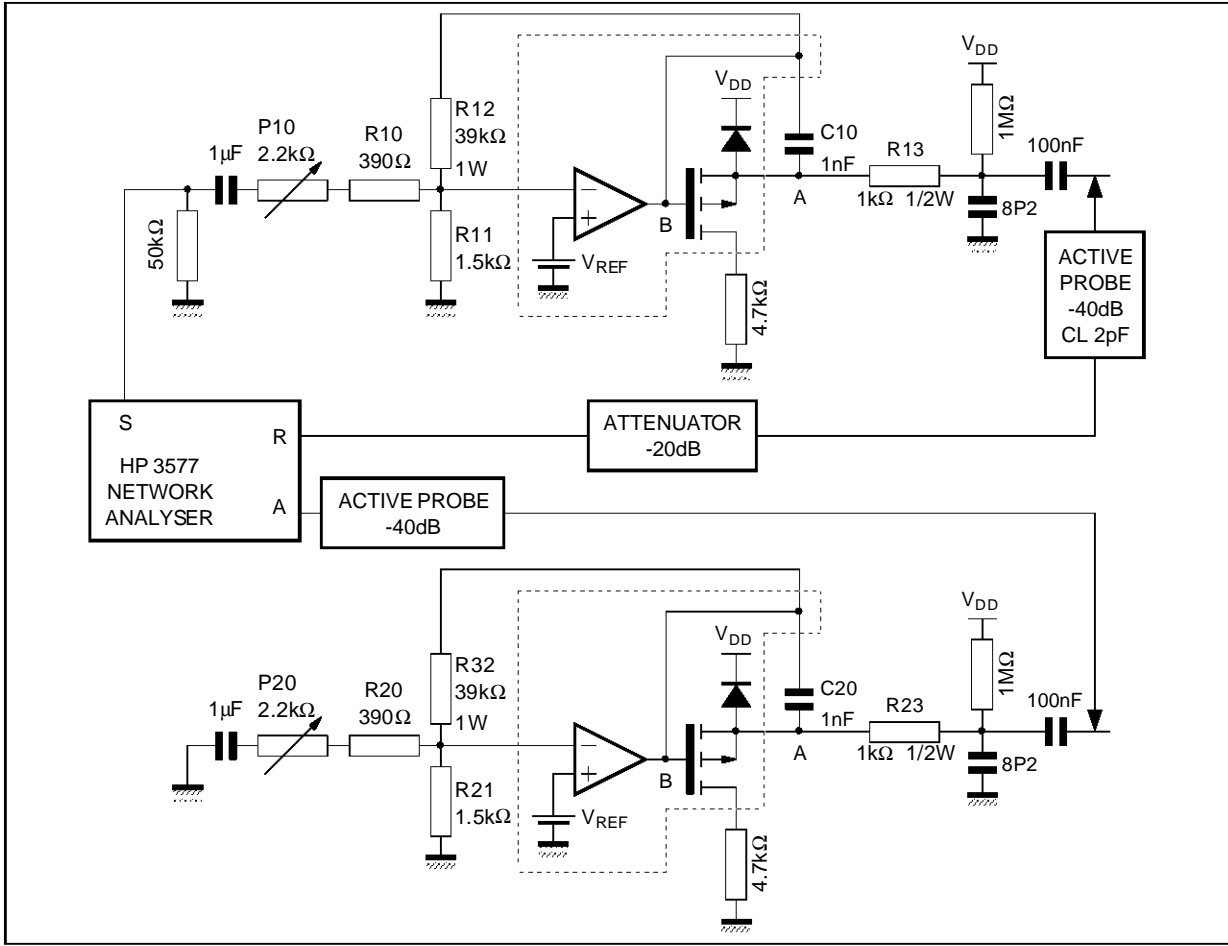 V_DD
V_DD
R12
39kΩ
1W
P10
2.2kΩ
R10
390Ω
1μF
C10
1nF
R13
1kΩ 1/2W
1MΩ
100nF
8P2
A
−
+
B
R11
1.5kΩ
50kΩ
V_REF
4.7kΩ
ACTIVE
PROBE
-40dB
CL 2pF
S
R
HP 3577
NETWORK
ANALYSER
A
ATTENUATOR
-20dB
ACTIVE PROBE
-40dB
V_DD
V_DD
R32
39kΩ
1W
P20
2.2kΩ
R20
390Ω
1μF
C20
1nF
R23
1kΩ 1/2W
1MΩ
100nF
8P2
A
−
+
B
R21
1.5kΩ
V_REF
4.7kΩ